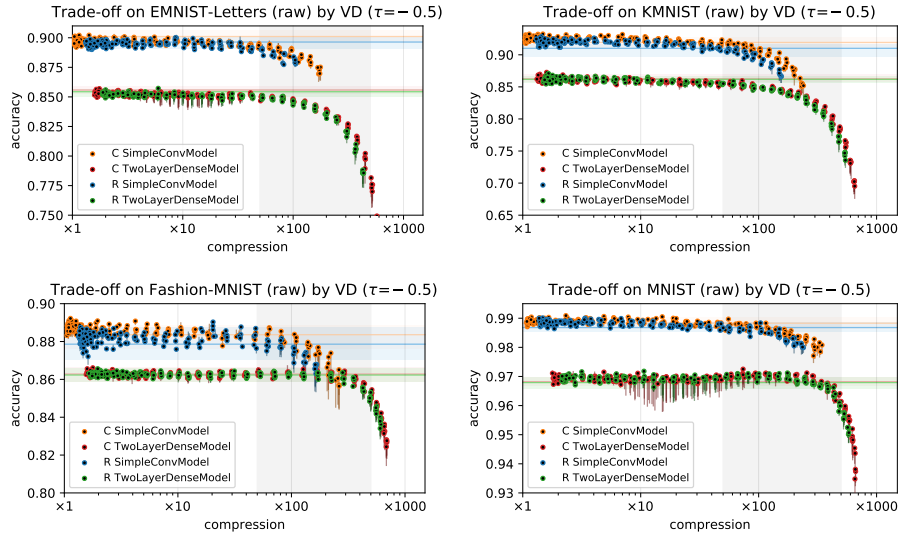 Trade-off on EMNIST-Letters (raw) by VD (τ=−0.5)
accuracy
0.900
0.875
0.850
0.825
0.800
0.775
0.750
C SimpleConvModel
C TwoLayerDenseModel
R SimpleConvModel
R TwoLayerDenseModel
×1 ×10 ×100 ×1000
compression
Trade-off on KMNIST (raw) by VD (τ=−0.5)
accuracy
0.90
0.85
0.80
0.75
0.70
0.65
C SimpleConvModel
C TwoLayerDenseModel
R SimpleConvModel
R TwoLayerDenseModel
×1 ×10 ×100 ×1000
compression
Trade-off on Fashion-MNIST (raw) by VD (τ=−0.5)
accuracy
0.90
0.88
0.86
0.84
0.82
0.80
C SimpleConvModel
C TwoLayerDenseModel
R SimpleConvModel
R TwoLayerDenseModel
×1 ×10 ×100 ×1000
compression
Trade-off on MNIST (raw) by VD (τ=−0.5)
accuracy
0.99
0.98
0.97
0.96
0.95
0.94
0.93
C SimpleConvModel
C TwoLayerDenseModel
R SimpleConvModel
R TwoLayerDenseModel
×1 ×10 ×100 ×1000
compression